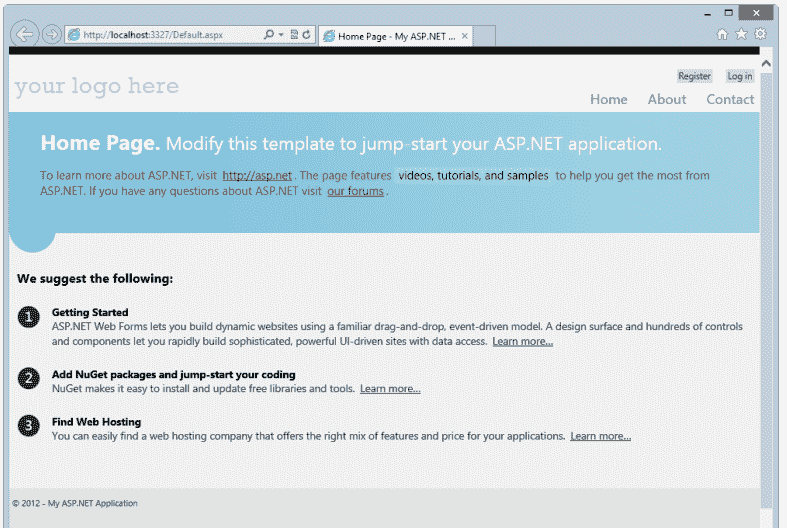 http://localhost:3327/Default.aspx
Home Page - My ASP.NET ...
Register Log in
your logo here
Home About Contact
Home Page. Modify this template to jump-start your ASP.NET application.
To learn more about ASP.NET, visit http://asp.net. The page features videos, tutorials, and samples to help you get the most from
ASP.NET. If you have any questions about ASP.NET visit our forums.
We suggest the following:
1 Getting Started
ASP.NET Web Forms lets you build dynamic websites using a familiar drag-and-drop, event-driven model. A design surface and hundreds of controls
and components let you rapidly build sophisticated, powerful UI-driven sites with data access. Learn more...
2 Add NuGet packages and jump-start your coding
NuGet makes it easy to install and update free libraries and tools. Learn more...
3 Find Web Hosting
You can easily find a web hosting company that offers the right mix of features and price for your applications. Learn more...
© 2012 - My ASP.NET Application